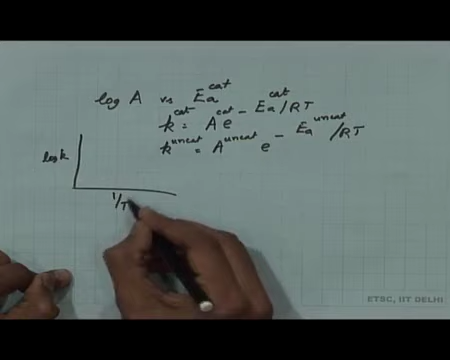 log A vs Ea^cat
k^cat = A^cat e^-Ea^cat/RT
k^uncat = A^uncat e^-Ea^uncat/RT
log k
1/T
ETSC, IIT DELHI